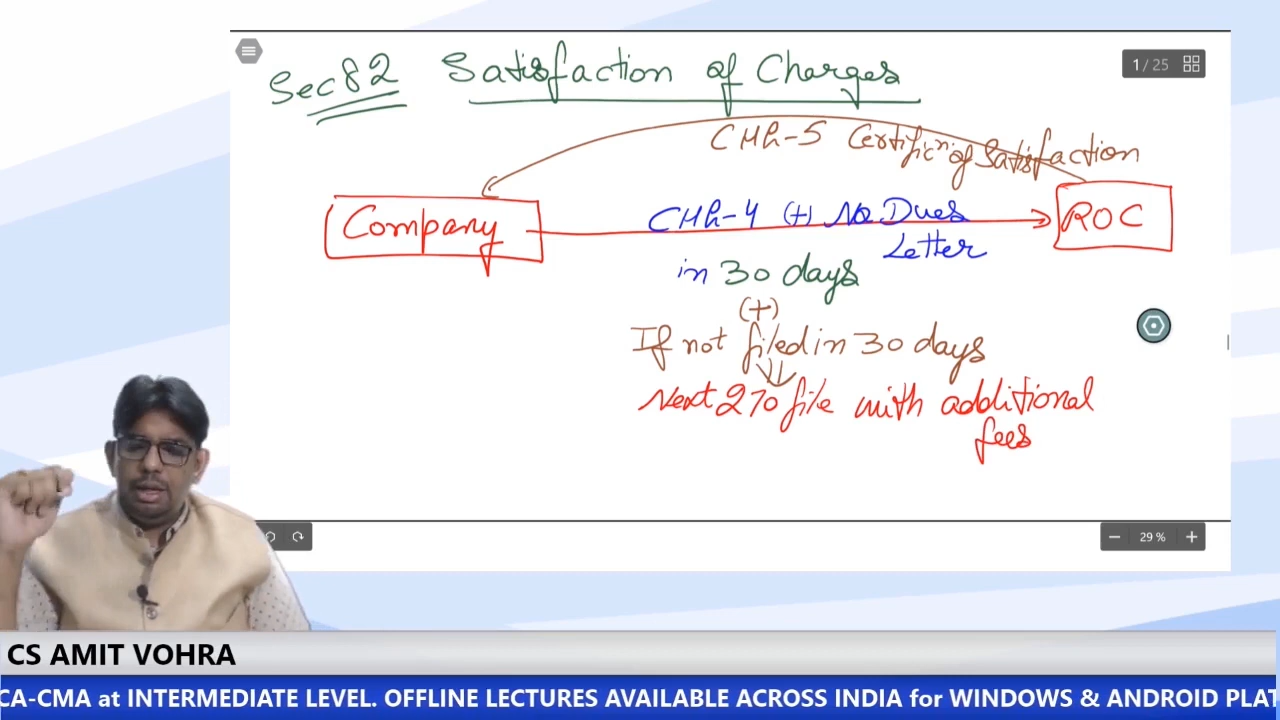 Sec 82 Satisfaction of Charges
1 / 25
CHh-5 Certificⁿ of Satisfaction
Company
CHh-4 (+) No Dues
Letter
ROC
in 30 days
(+)
If not filed in 30 days
Next 270 file with additional
fees
29 %
CS AMIT VOHRA
CA-CMA at INTERMEDIATE LEVEL. OFFLINE LECTURES AVAILABLE ACROSS INDIA for WINDOWS & ANDROID PLAT